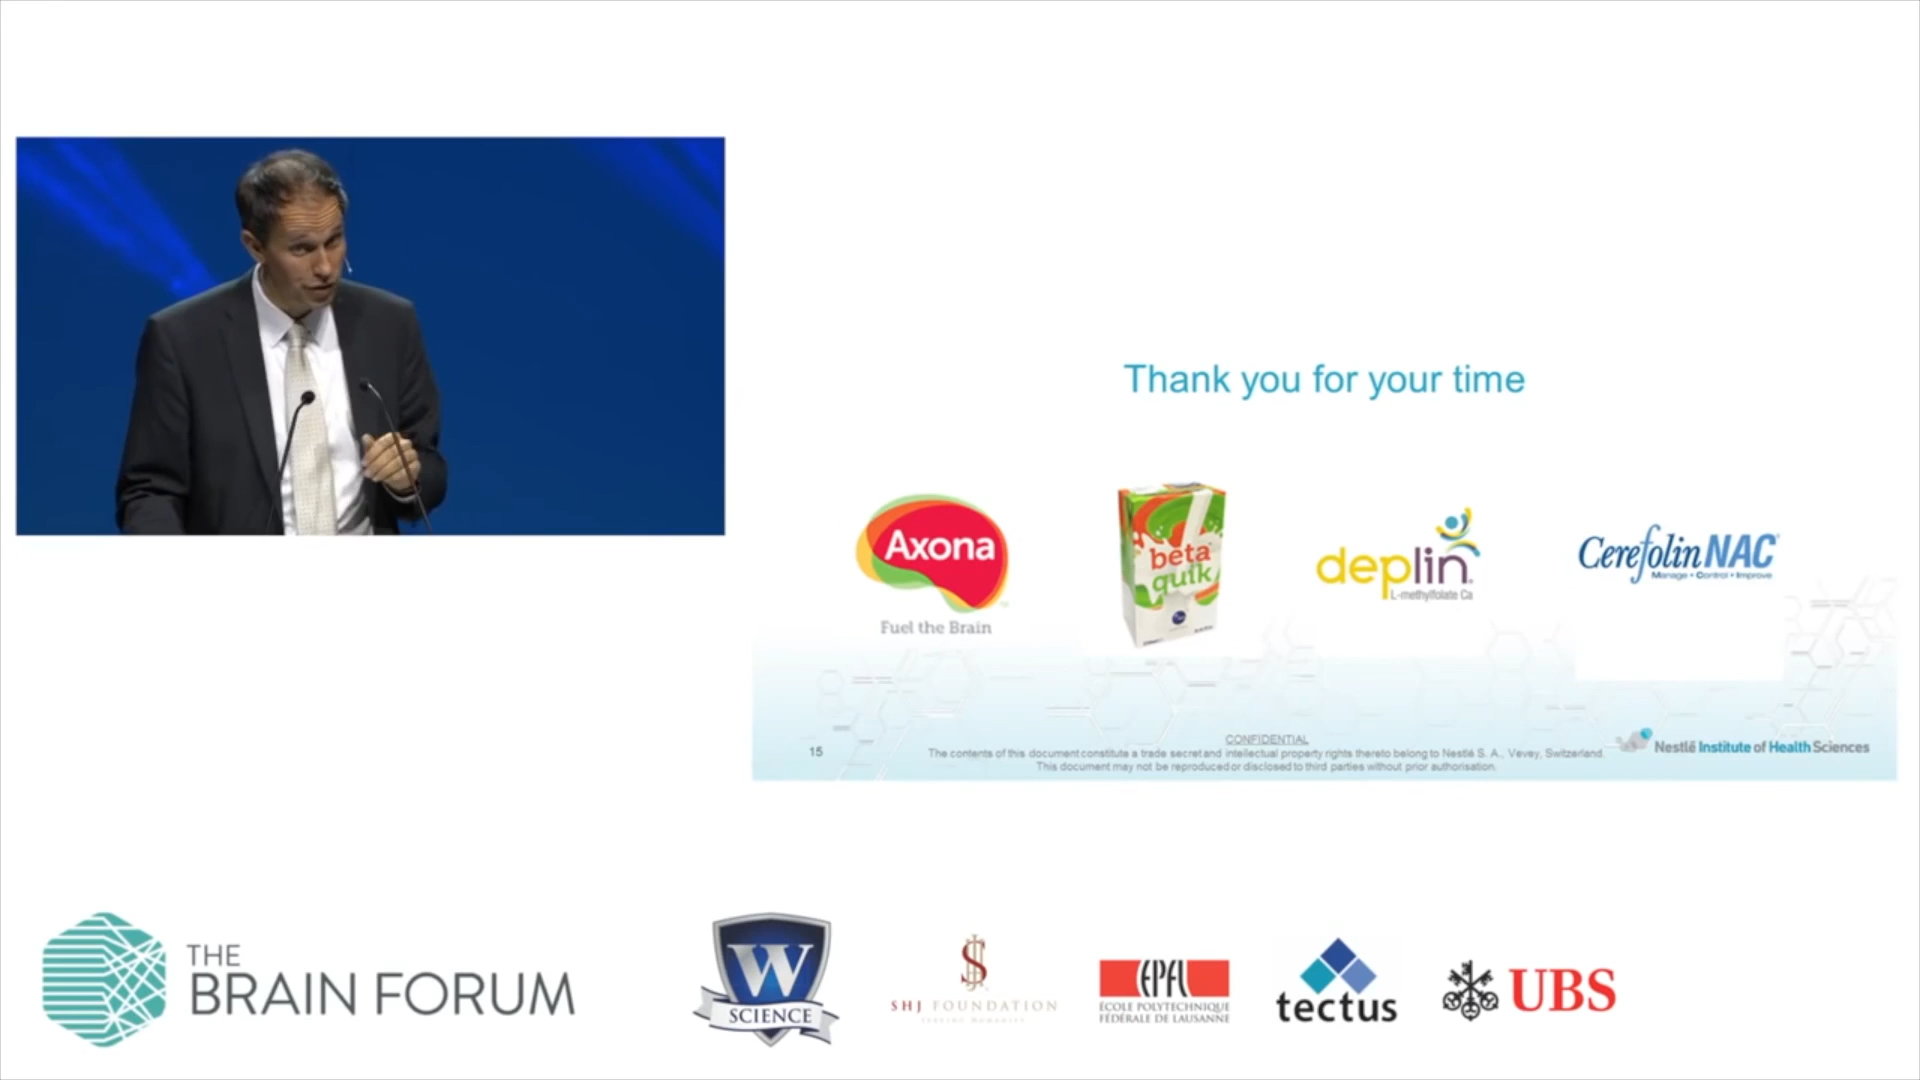 Thank you for your time
Axona
Fuel the Brain
beta
quik
deplin
L-methylfolate Ca
CerefolinNAC
Manage • Control • Improve
15
CONFIDENTIAL
The contents of this document constitute a trade secret and intellectual property rights thereto belong to Nestlé S. A., Vevey, Switzerland.
This document may not be reproduced or disclosed to third parties without prior authorisation.
Nestlé Institute of Health Sciences
THE
BRAIN FORUM
W
SCIENCE
SHJ FOUNDATION
EPFL
ÉCOLE POLYTECHNIQUE
FÉDÉRALE DE LAUSANNE
tectus
UBS